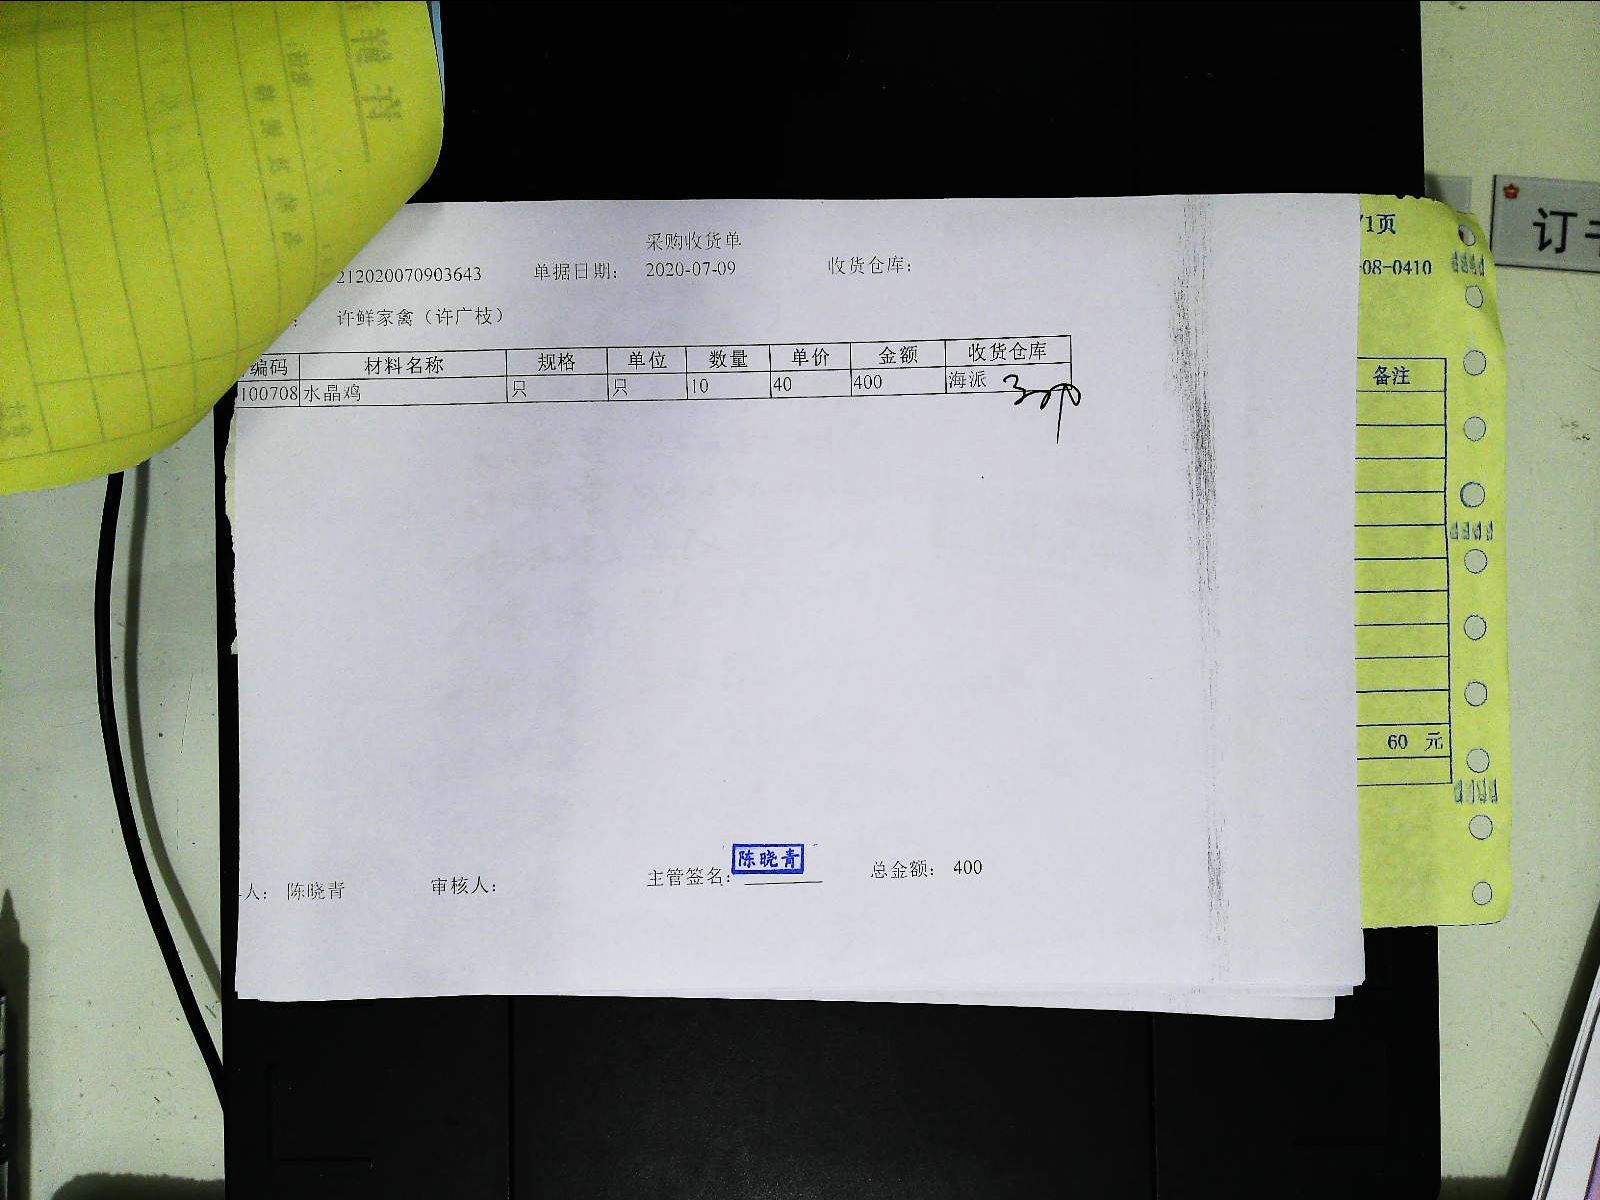 采购收货单
212020070903643 单据日期: 2020-07-09 收货仓库:
: 许鲜家禽（许广枝）
编码 材料名称 规格 单位 数量 单价 金额 收货仓库
100708 水晶鸡 只 只 10 40 400 海派
人: 陈晓青 审核人: 主管签名: 陈晓青 总金额: 400
/1页
-08-0410
备注
60 元
订